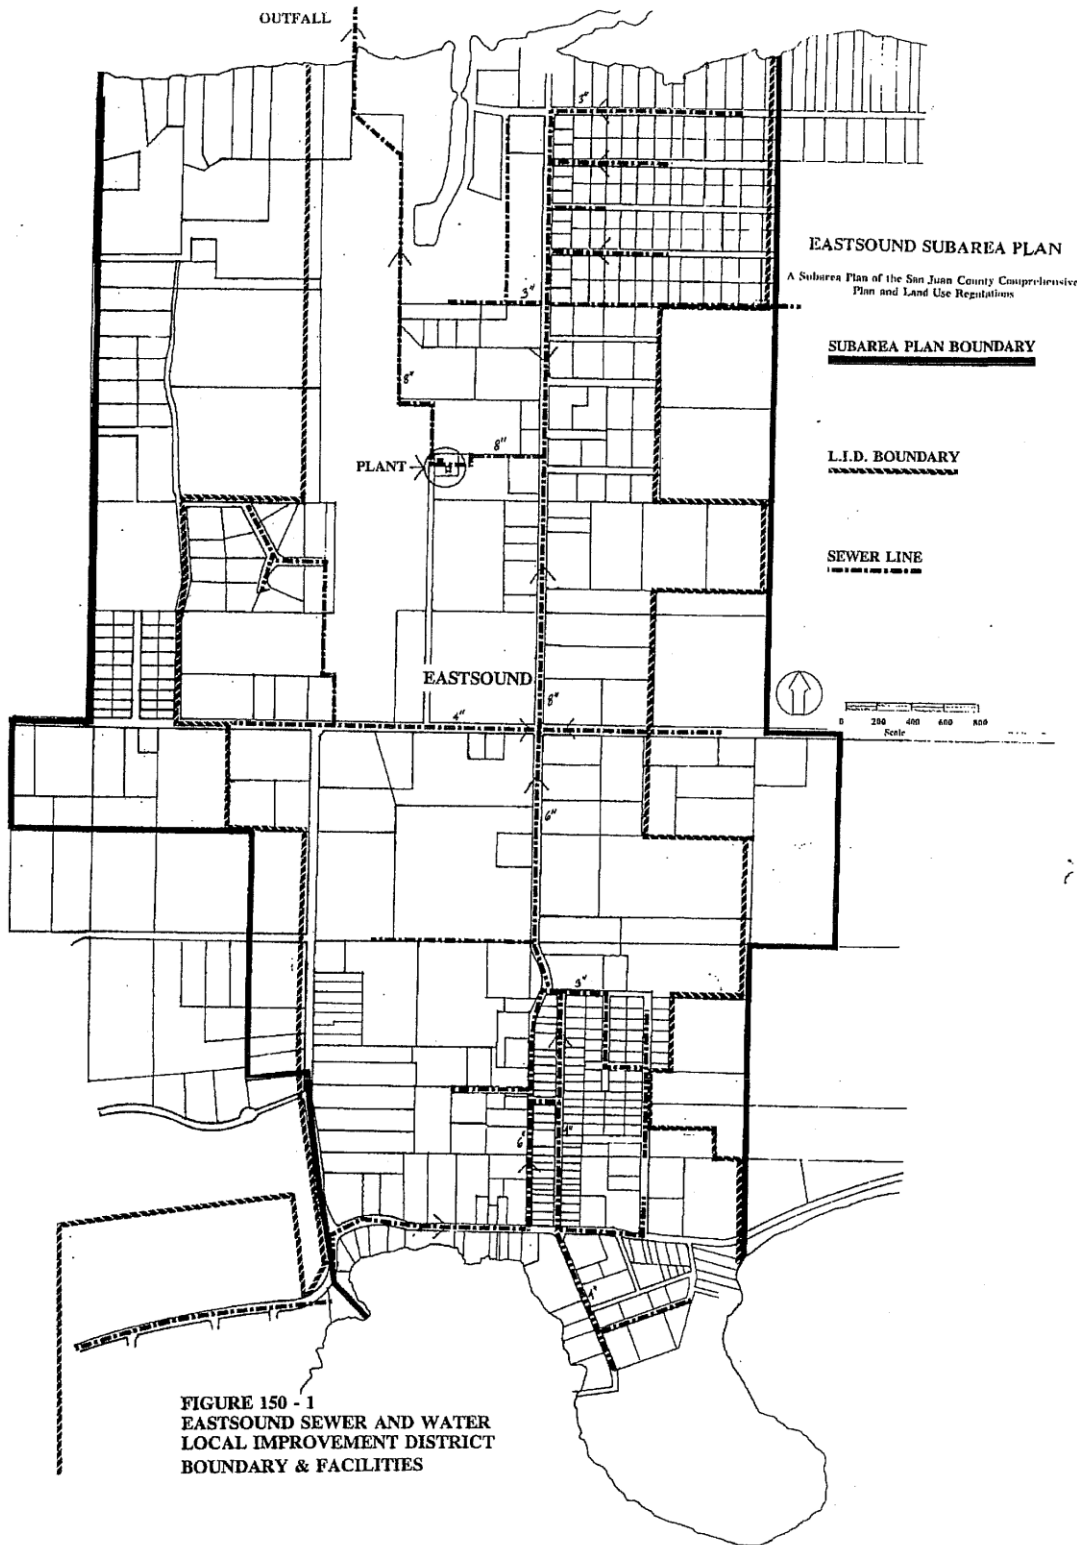 OUTFALL
3"
EASTSOUND SUBAREA PLAN
A Subarea Plan of the San Juan County Comprehensive
Plan and Land Use Regulations
3"
SUBAREA PLAN BOUNDARY
8"
8"
PLANT
L.I.D. BOUNDARY
SEWER LINE
EASTSOUND
8"
4"
0 200 400 600 800
Scale
6"
3"
6"
4"
4"
FIGURE 150 - 1
EASTSOUND SEWER AND WATER
LOCAL IMPROVEMENT DISTRICT
BOUNDARY & FACILITIES